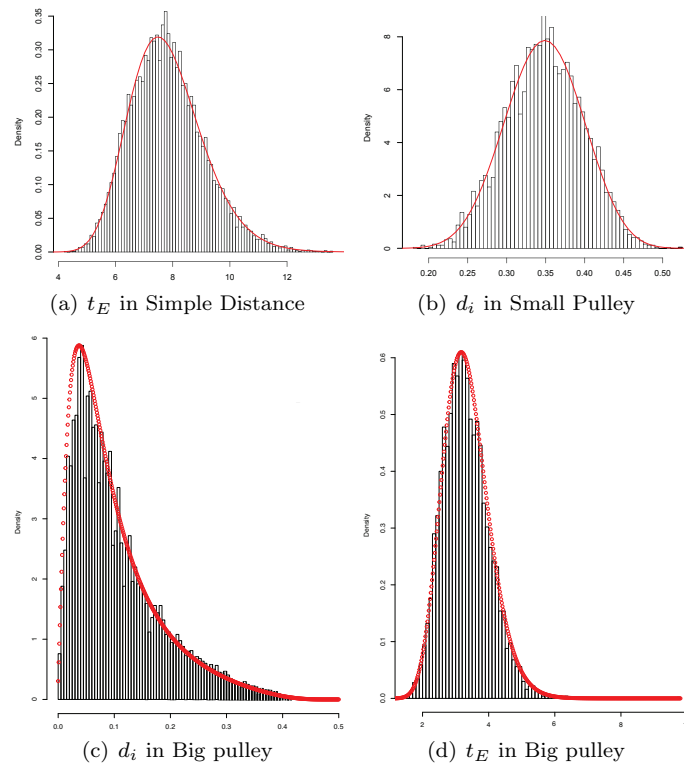 Density
0.00 0.05 0.10 0.15 0.20 0.25 0.30 0.35
4 6 8 10 12
(a) t_E in Simple Distance
Density
0 2 4 6 8
0.20 0.25 0.30 0.35 0.40 0.45 0.50
(b) d_i in Small Pulley
Density
0 1 2 3 4 5 6
0.0 0.1 0.2 0.3 0.4 0.5
(c) d_i in Big pulley
Density
0.0 0.1 0.2 0.3 0.4 0.5 0.6
2 4 6 8
(d) t_E in Big pulley